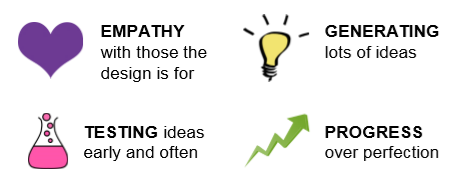 EMPATHY
with those the
design is for
GENERATING
lots of ideas
TESTING ideas
early and often
PROGRESS
over perfection